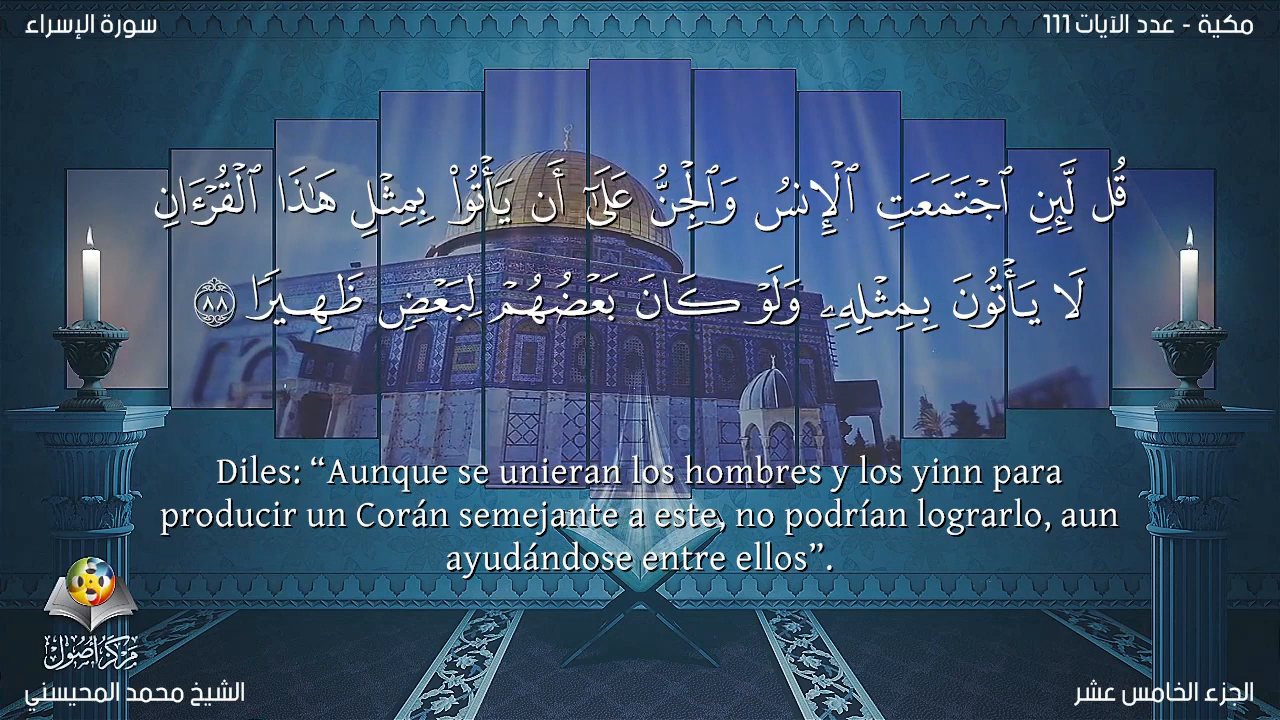 سورة الإسراء
مكية - عدد الآيات 111
قُل لَّئِنِ ٱجْتَمَعَتِ ٱلْإِنسُ وَٱلْجِنُّ عَلَىٰٓ أَن يَأْتُوا۟ بِمِثْلِ هَٰذَا ٱلْقُرْءَانِ
لَا يَأْتُونَ بِمِثْلِهِۦ وَلَوْ كَانَ بَعْضُهُمْ لِبَعْضٍ ظَهِيرًا ٨٨
Diles: “Aunque se unieran los hombres y los yinn para
producir un Corán semejante a este, no podrían lograrlo, aun
ayudándose entre ellos”.
مركز أصول
الشيخ محمد المحيسني
الجزء الخامس عشر